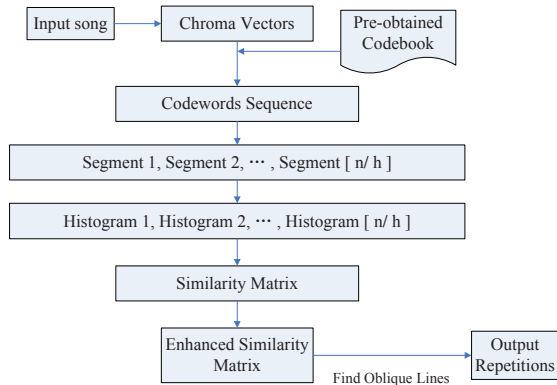 Input song
Chroma Vectors
Pre-obtained
Codebook
Codewords Sequence
Segment 1, Segment 2, ··· , Segment [ n/ h ]
Histogram 1, Histogram 2, ··· , Histogram [ n/ h ]
Similarity Matrix
Enhanced Similarity
Matrix
Find Oblique Lines
Output
Repetitions